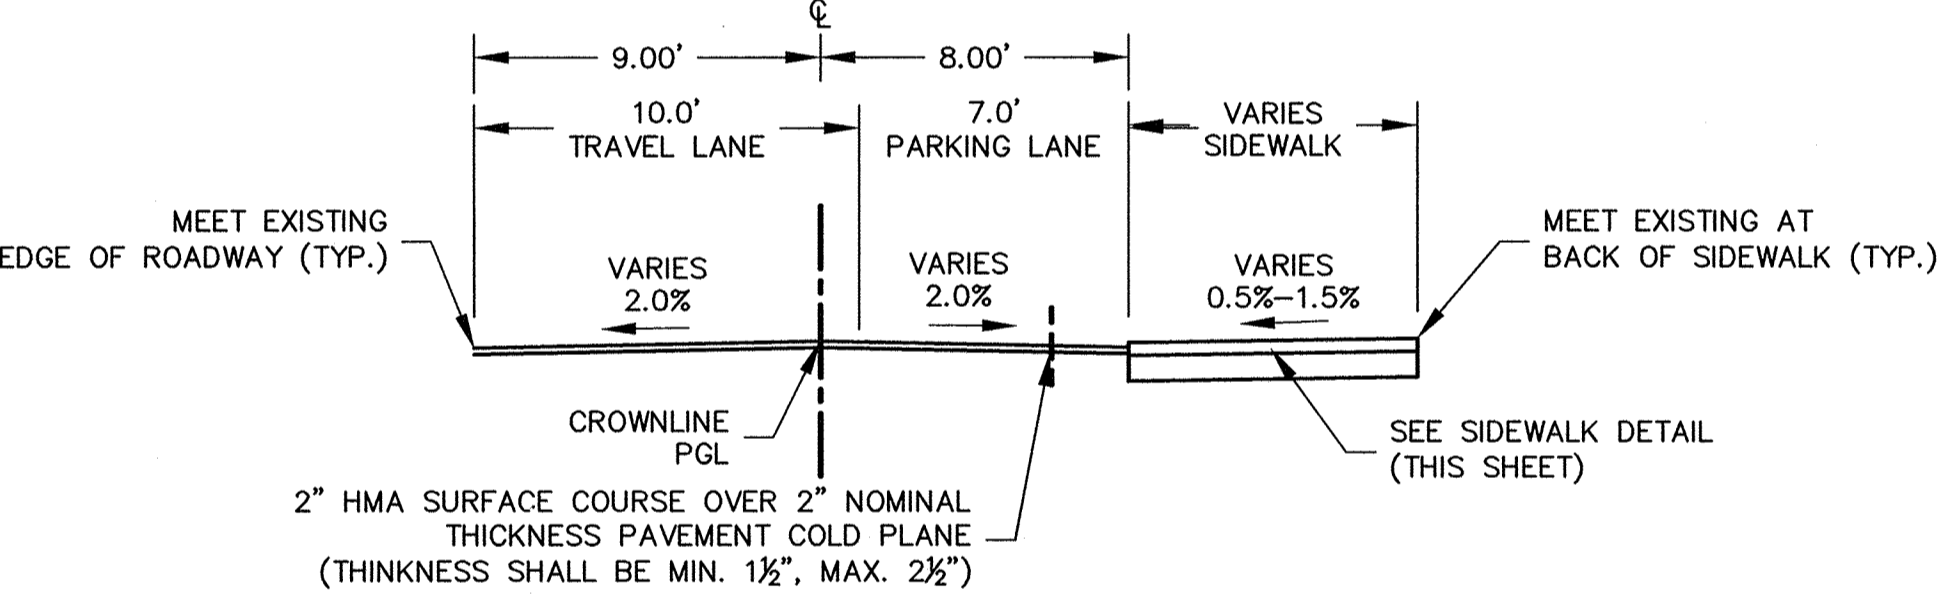 ℄
9.00'
8.00'
10.0'
TRAVEL LANE
7.0'
PARKING LANE
VARIES
SIDEWALK
MEET EXISTING
EDGE OF ROADWAY (TYP.)
VARIES
2.0%
VARIES
2.0%
VARIES
0.5%-1.5%
MEET EXISTING AT
BACK OF SIDEWALK (TYP.)
CROWNLINE
PGL
SEE SIDEWALK DETAIL
(THIS SHEET)
2" HMA SURFACE COURSE OVER 2" NOMINAL
THICKNESS PAVEMENT COLD PLANE
(THINKNESS SHALL BE MIN. 1½", MAX. 2½")